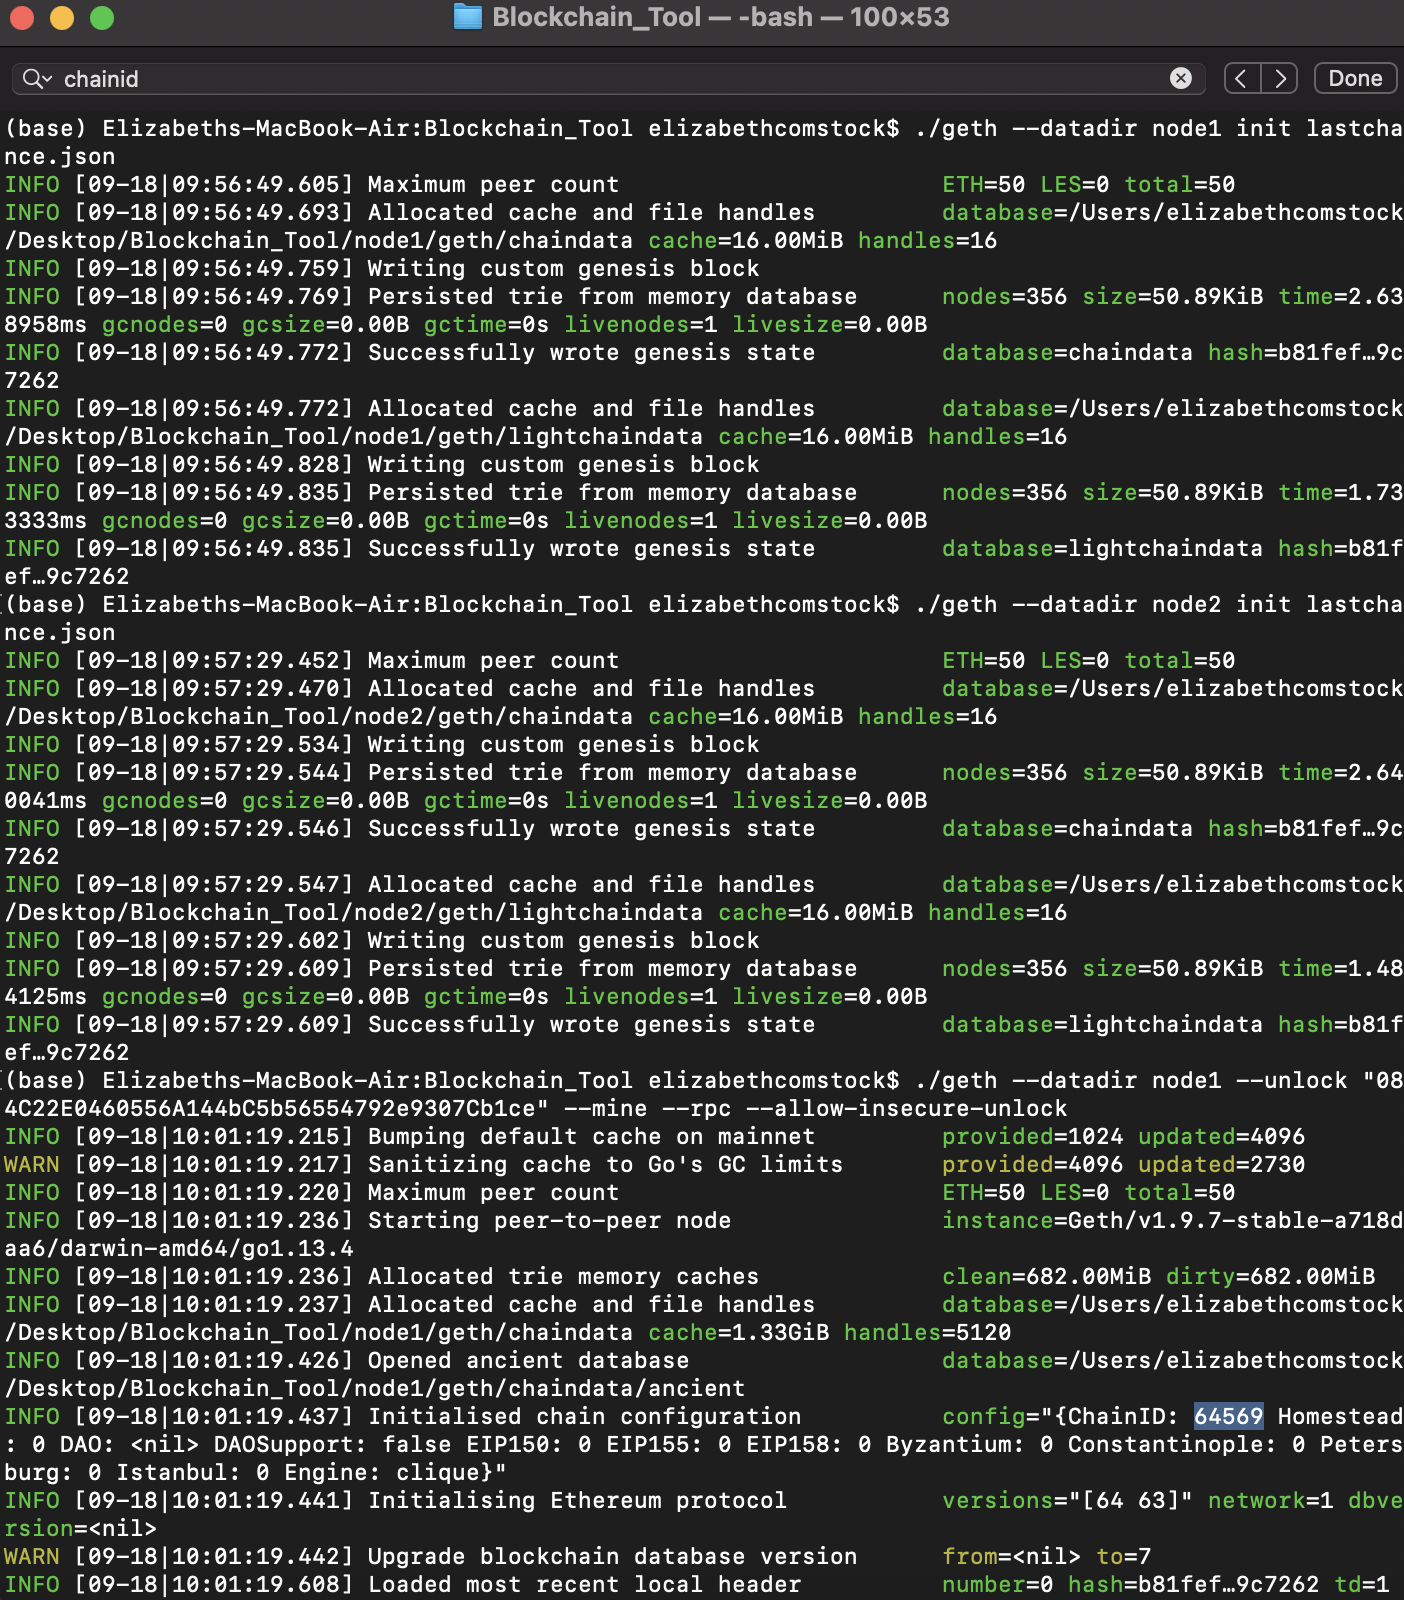 Blockchain_Tool — -bash — 100×53
chainid
Done
(base) Elizabeths-MacBook-Air:Blockchain_Tool elizabethcomstock$ ./geth --datadir node1 init lastcha
nce.json
INFO [09-18|09:56:49.605] Maximum peer count                       ETH=50 LES=0 total=50
INFO [09-18|09:56:49.693] Allocated cache and file handles         database=/Users/elizabethcomstock
/Desktop/Blockchain_Tool/node1/geth/chaindata cache=16.00MiB handles=16
INFO [09-18|09:56:49.759] Writing custom genesis block
INFO [09-18|09:56:49.769] Persisted trie from memory database      nodes=356 size=50.89KiB time=2.63
8958ms gcnodes=0 gcsize=0.00B gctime=0s livenodes=1 livesize=0.00B
INFO [09-18|09:56:49.772] Successfully wrote genesis state         database=chaindata hash=b81fef…9c
7262
INFO [09-18|09:56:49.772] Allocated cache and file handles         database=/Users/elizabethcomstock
/Desktop/Blockchain_Tool/node1/geth/lightchaindata cache=16.00MiB handles=16
INFO [09-18|09:56:49.828] Writing custom genesis block
INFO [09-18|09:56:49.835] Persisted trie from memory database      nodes=356 size=50.89KiB time=1.73
3333ms gcnodes=0 gcsize=0.00B gctime=0s livenodes=1 livesize=0.00B
INFO [09-18|09:56:49.835] Successfully wrote genesis state         database=lightchaindata hash=b81f
ef…9c7262
(base) Elizabeths-MacBook-Air:Blockchain_Tool elizabethcomstock$ ./geth --datadir node2 init lastcha
nce.json
INFO [09-18|09:57:29.452] Maximum peer count                       ETH=50 LES=0 total=50
INFO [09-18|09:57:29.470] Allocated cache and file handles         database=/Users/elizabethcomstock
/Desktop/Blockchain_Tool/node2/geth/chaindata cache=16.00MiB handles=16
INFO [09-18|09:57:29.534] Writing custom genesis block
INFO [09-18|09:57:29.544] Persisted trie from memory database      nodes=356 size=50.89KiB time=2.64
0041ms gcnodes=0 gcsize=0.00B gctime=0s livenodes=1 livesize=0.00B
INFO [09-18|09:57:29.546] Successfully wrote genesis state         database=chaindata hash=b81fef…9c
7262
INFO [09-18|09:57:29.547] Allocated cache and file handles         database=/Users/elizabethcomstock
/Desktop/Blockchain_Tool/node2/geth/lightchaindata cache=16.00MiB handles=16
INFO [09-18|09:57:29.602] Writing custom genesis block
INFO [09-18|09:57:29.609] Persisted trie from memory database      nodes=356 size=50.89KiB time=1.48
4125ms gcnodes=0 gcsize=0.00B gctime=0s livenodes=1 livesize=0.00B
INFO [09-18|09:57:29.609] Successfully wrote genesis state         database=lightchaindata hash=b81f
ef…9c7262
(base) Elizabeths-MacBook-Air:Blockchain_Tool elizabethcomstock$ ./geth --datadir node1 --unlock "08
4C22E0460556A144bC5b56554792e9307Cb1ce" --mine --rpc --allow-insecure-unlock
INFO [09-18|10:01:19.215] Bumping default cache on mainnet         provided=1024 updated=4096
WARN [09-18|10:01:19.217] Sanitizing cache to Go's GC limits       provided=4096 updated=2730
INFO [09-18|10:01:19.220] Maximum peer count                       ETH=50 LES=0 total=50
INFO [09-18|10:01:19.236] Starting peer-to-peer node               instance=Geth/v1.9.7-stable-a718d
aa6/darwin-amd64/go1.13.4
INFO [09-18|10:01:19.236] Allocated trie memory caches             clean=682.00MiB dirty=682.00MiB
INFO [09-18|10:01:19.237] Allocated cache and file handles         database=/Users/elizabethcomstock
/Desktop/Blockchain_Tool/node1/geth/chaindata cache=1.33GiB handles=5120
INFO [09-18|10:01:19.426] Opened ancient database                  database=/Users/elizabethcomstock
/Desktop/Blockchain_Tool/node1/geth/chaindata/ancient
INFO [09-18|10:01:19.437] Initialised chain configuration          config="{ChainID: 64569 Homestead
: 0 DAO: <nil> DAOSupport: false EIP150: 0 EIP155: 0 EIP158: 0 Byzantium: 0 Constantinople: 0 Peters
burg: 0 Istanbul: 0 Engine: clique}"
INFO [09-18|10:01:19.441] Initialising Ethereum protocol           versions="[64 63]" network=1 dbve
rsion=<nil>
WARN [09-18|10:01:19.442] Upgrade blockchain database version      from=<nil> to=7
INFO [09-18|10:01:19.608] Loaded most recent local header          number=0 hash=b81fef…9c7262 td=1